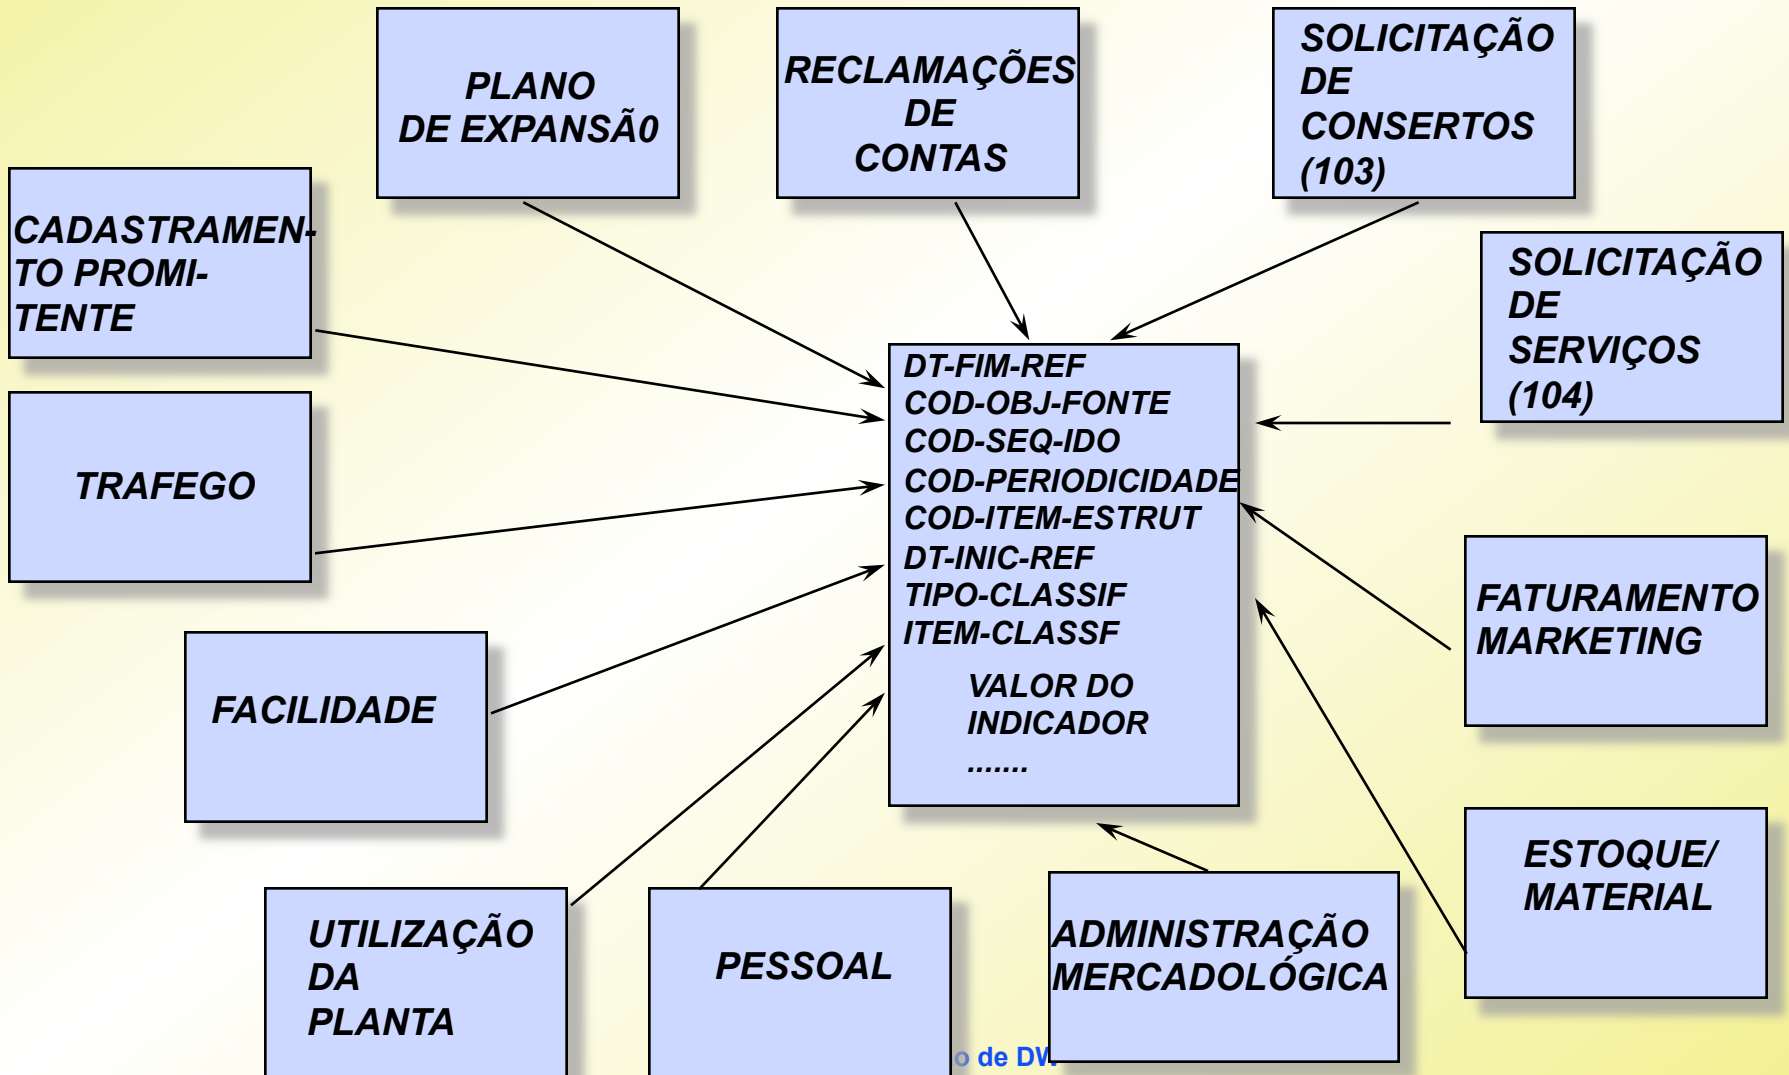 PLANO
DE EXPANSÃ0
RECLAMAÇÕES
DE
CONTAS
SOLICITAÇÃO
DE
CONSERTOS
(103)
CADASTRAMEN-
TO PROMI-
TENTE
SOLICITAÇÃO
DE
SERVIÇOS
(104)
TRAFEGO
DT-FIM-REF
COD-OBJ-FONTE
COD-SEQ-IDO
COD-PERIODICIDADE
COD-ITEM-ESTRUT
DT-INIC-REF
TIPO-CLASSIF
ITEM-CLASSF
VALOR DO
INDICADOR
.......
FATURAMENTO
MARKETING
FACILIDADE
ESTOQUE/
MATERIAL
UTILIZAÇÃO
DA
PLANTA
PESSOAL
ADMINISTRAÇÃO
MERCADOLÓGICA
de